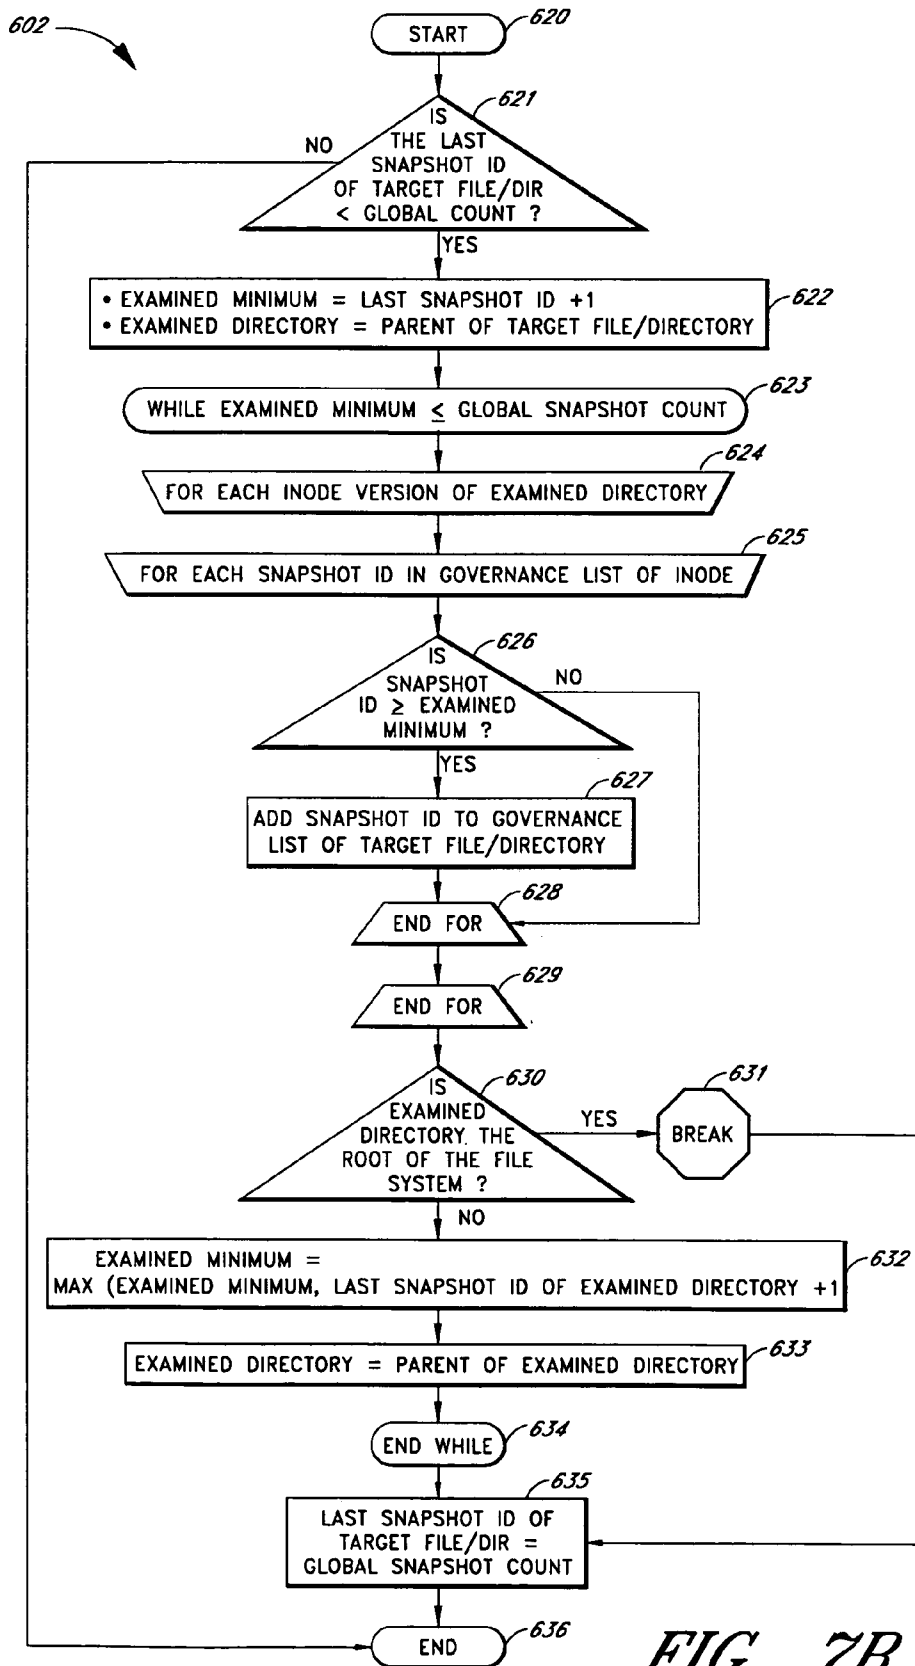 602
START
620
IS
THE LAST
SNAPSHOT ID
OF TARGET FILE/DIR
< GLOBAL COUNT ?
621
NO
YES
• EXAMINED MINIMUM = LAST SNAPSHOT ID +1
• EXAMINED DIRECTORY = PARENT OF TARGET FILE/DIRECTORY
622
WHILE EXAMINED MINIMUM ≤ GLOBAL SNAPSHOT COUNT
623
FOR EACH INODE VERSION OF EXAMINED DIRECTORY
624
FOR EACH SNAPSHOT ID IN GOVERNANCE LIST OF INODE
625
IS
SNAPSHOT
ID ≥ EXAMINED
MINIMUM ?
626
NO
YES
ADD SNAPSHOT ID TO GOVERNANCE
LIST OF TARGET FILE/DIRECTORY
627
END FOR
628
END FOR
629
IS
EXAMINED
DIRECTORY THE
ROOT OF THE FILE
SYSTEM ?
630
YES
BREAK
631
NO
EXAMINED MINIMUM =
MAX (EXAMINED MINIMUM, LAST SNAPSHOT ID OF EXAMINED DIRECTORY +1
632
EXAMINED DIRECTORY = PARENT OF EXAMINED DIRECTORY
633
END WHILE
634
LAST SNAPSHOT ID OF
TARGET FILE/DIR =
GLOBAL SNAPSHOT COUNT
635
END
636
FIG. 7B